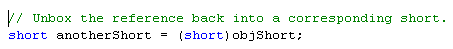 // Unbox the reference back into a corresponding short.
short anotherShort = (short)objShort;